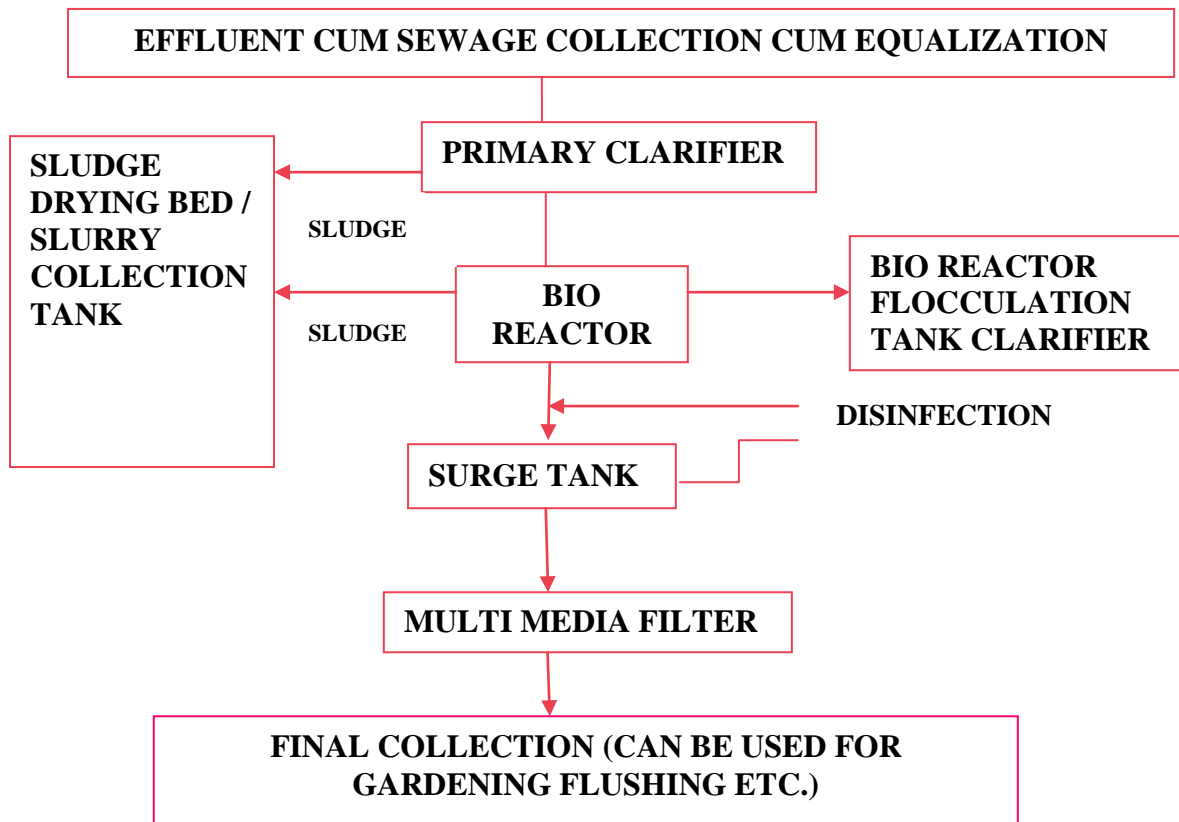 EFFLUENT CUM SEWAGE COLLECTION CUM EQUALIZATION
PRIMARY CLARIFIER
SLUDGE
DRYING BED /
SLURRY
COLLECTION
TANK
SLUDGE
BIO
REACTOR
BIO REACTOR
FLOCCULATION
TANK CLARIFIER
SLUDGE
DISINFECTION
SURGE TANK
MULTI MEDIA FILTER
FINAL COLLECTION (CAN BE USED FOR
GARDENING FLUSHING ETC.)